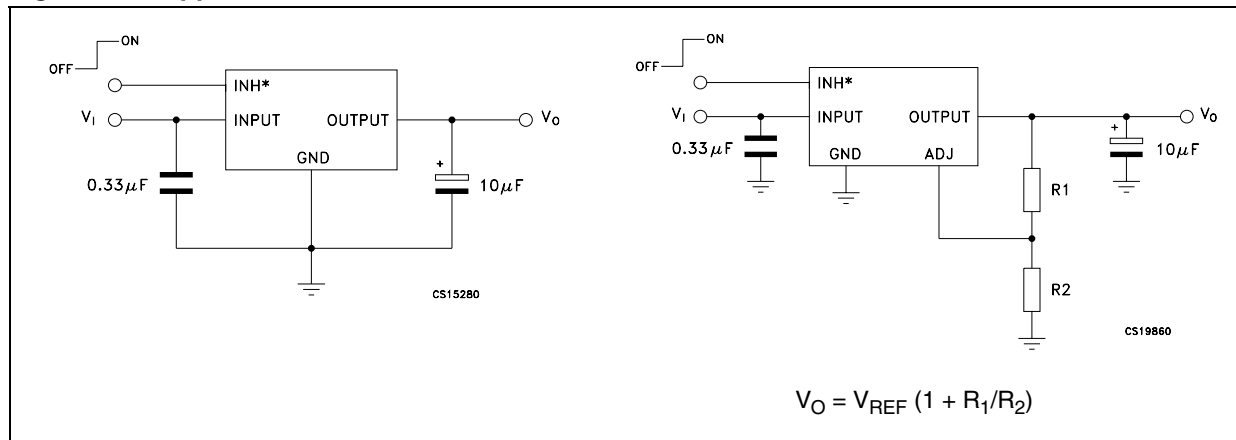 ON
OFF
INH*
V_I
INPUT
OUTPUT
V_O
GND
0.33μF
+
10μF
CS15280
ON
OFF
INH*
V_I
INPUT
OUTPUT
V_O
0.33μF
GND
ADJ
+
10μF
R1
R2
CS19860
V_O = V_REF (1 + R_1/R_2)